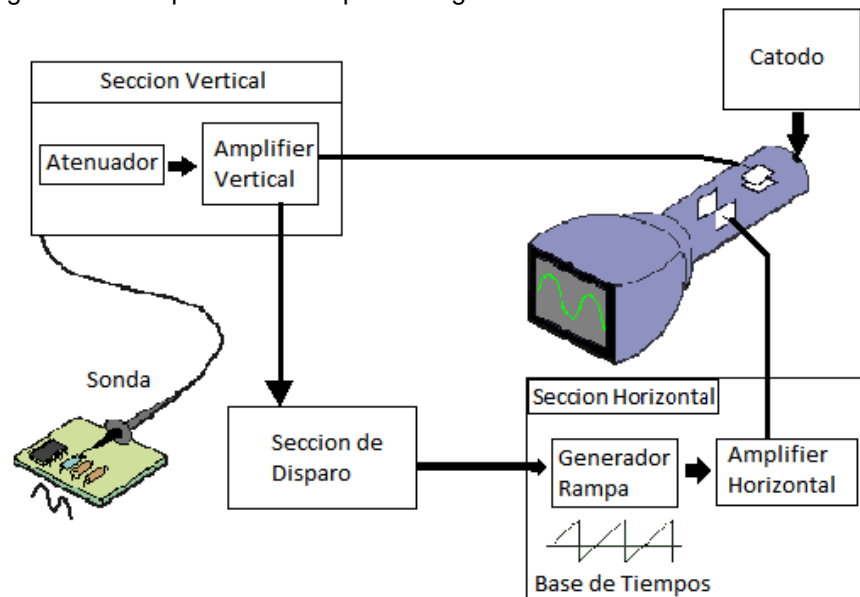 Seccion Vertical
Atenuador
Amplifier
Vertical
Catodo
Sonda
Seccion de
Disparo
Seccion Horizontal
Generador
Rampa
Amplifier
Horizontal
Base de Tiempos